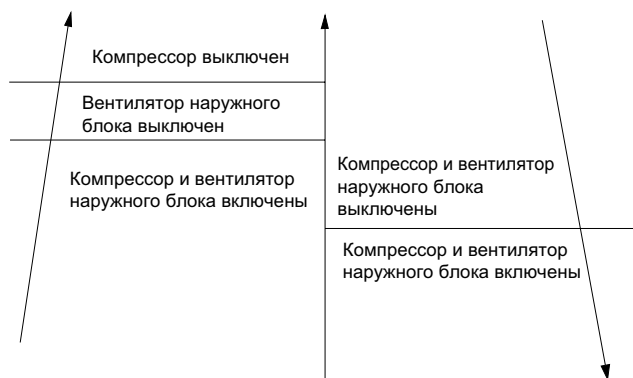 Компрессор выключен
Вентилятор наружного
блока выключен
Компрессор и вентилятор
наружного блока включены
Компрессор и вентилятор
наружного блока
выключены
Компрессор и вентилятор
наружного блока включены